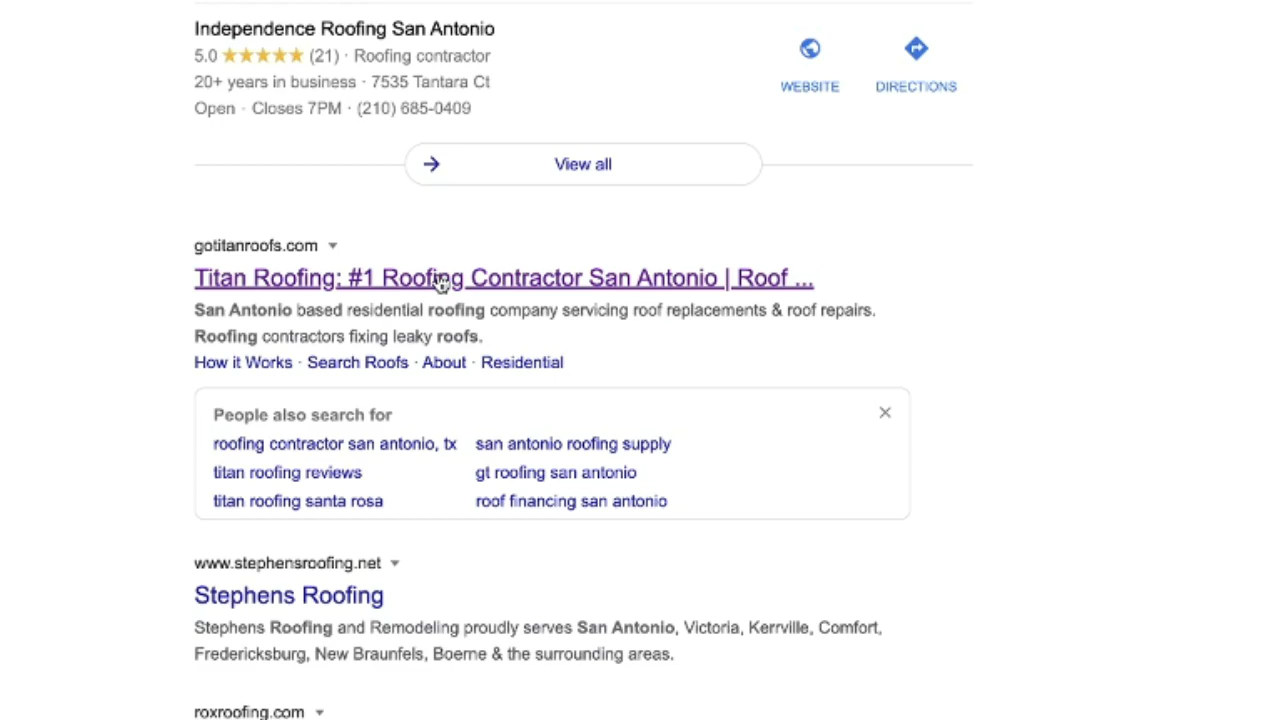 Independence Roofing San Antonio
5.0 ★★★★★ (21) · Roofing contractor
20+ years in business · 7535 Tantara Ct
Open · Closes 7PM · (210) 685-0409
WEBSITE
DIRECTIONS
→ View all
gotitanroofs.com ▾
Titan Roofing: #1 Roofing Contractor San Antonio | Roof ...
San Antonio based residential roofing company servicing roof replacements & roof repairs.
Roofing contractors fixing leaky roofs.
How it Works · Search Roofs · About · Residential
People also search for
roofing contractor san antonio, tx
san antonio roofing supply
titan roofing reviews
gt roofing san antonio
titan roofing santa rosa
roof financing san antonio
www.stephensroofing.net ▾
Stephens Roofing
Stephens Roofing and Remodeling proudly serves San Antonio, Victoria, Kerrville, Comfort,
Fredericksburg, New Braunfels, Boerne & the surrounding areas.
roxroofing.com ▾